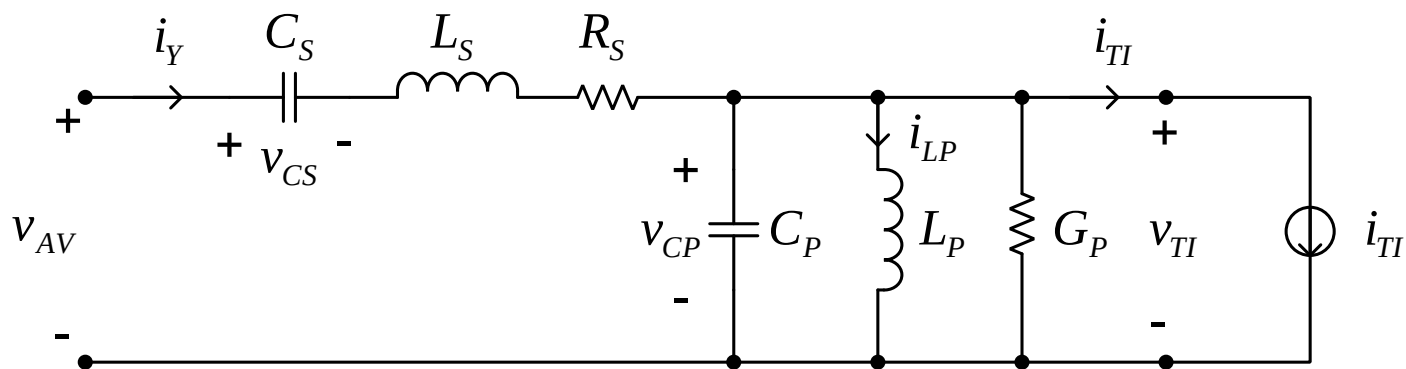 i_Y C_S L_S R_S i_TI
+ + v_CS - i_LP +
+
v_AV v_CP C_P L_P G_P v_TI i_TI
- - -